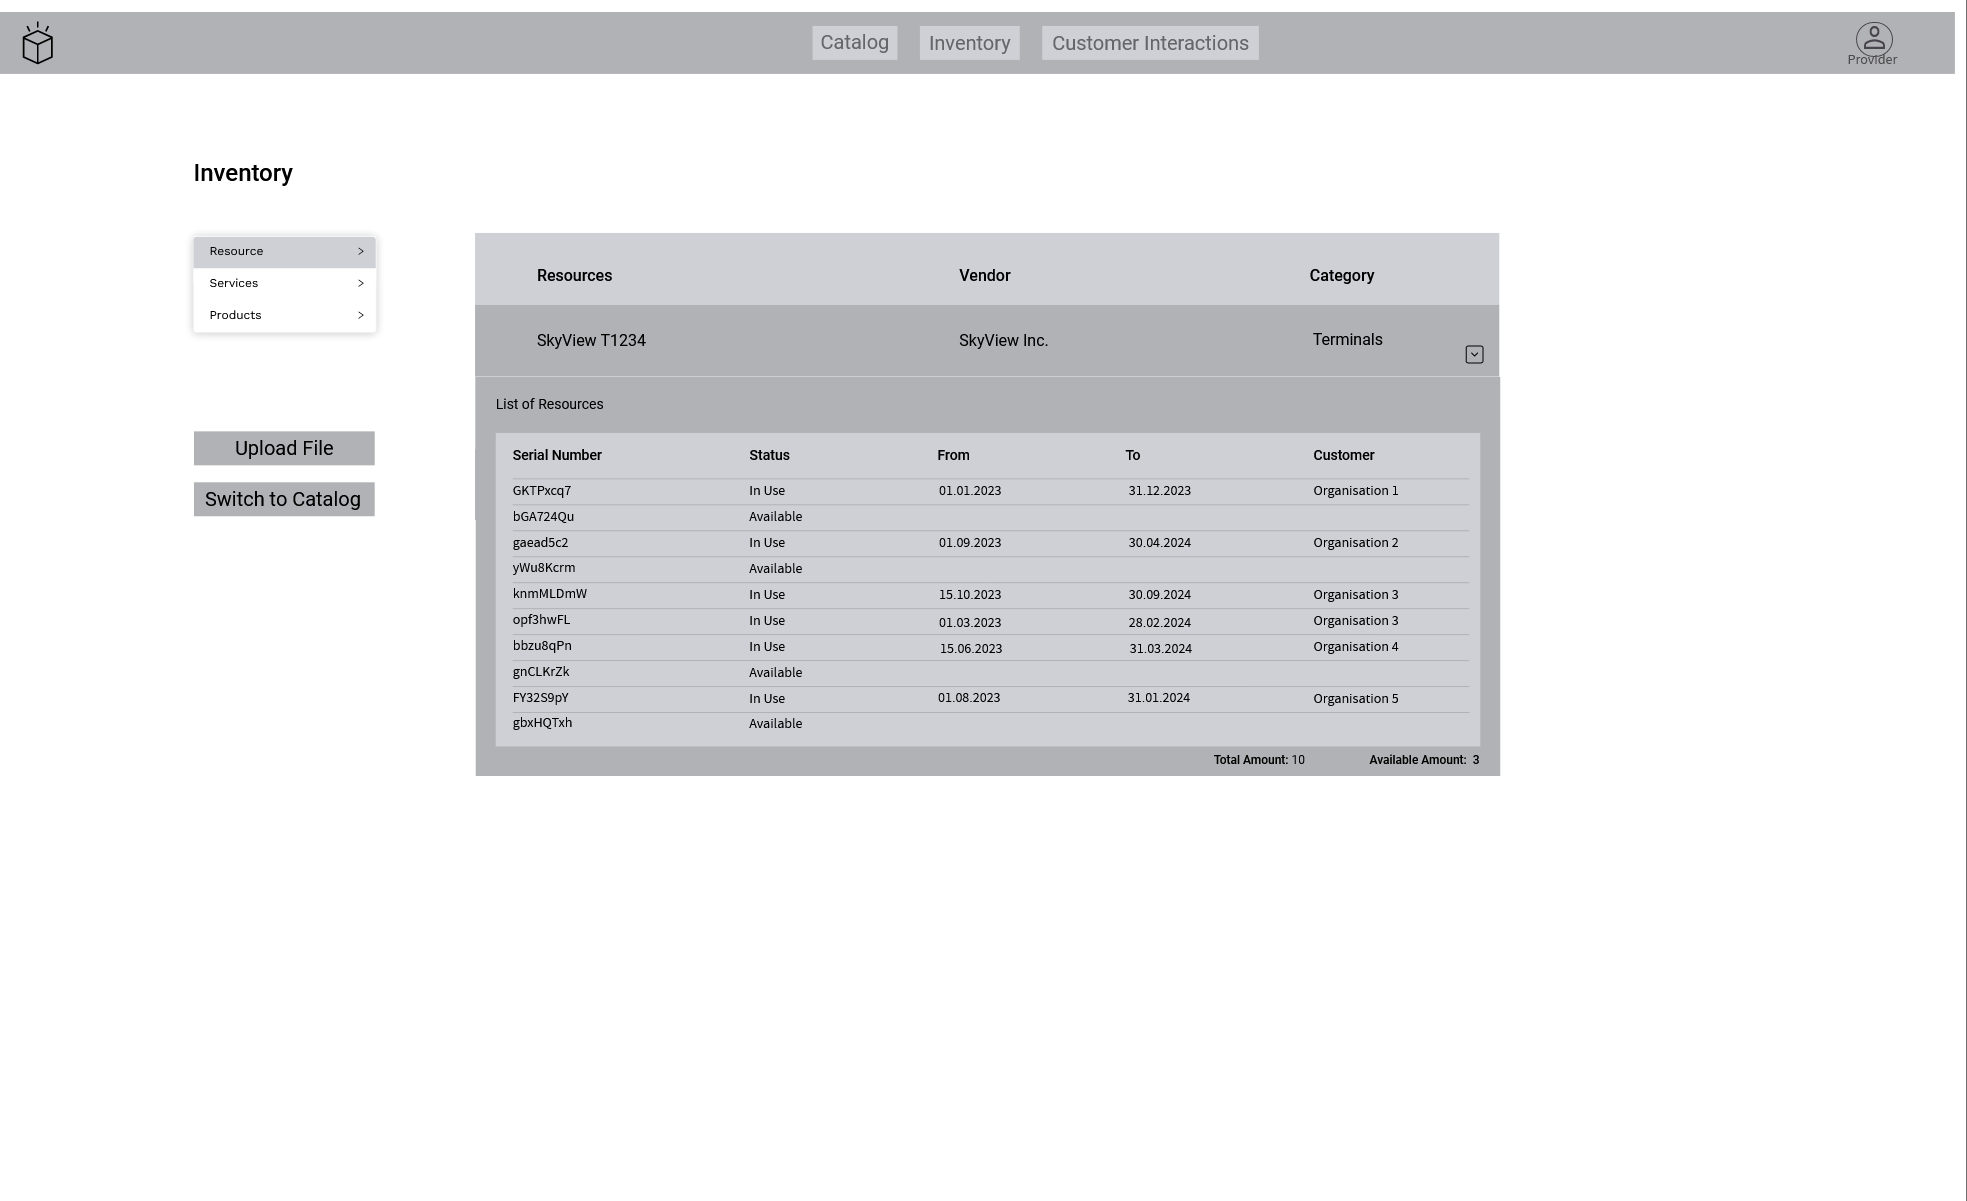 Catalog Inventory Customer Interactions
Provider
Inventory
Resource >
Services >
Products >
Upload File
Switch to Catalog
Resources Vendor Category
SkyView T1234 SkyView Inc. Terminals
List of Resources
Serial Number Status From To Customer
GKTPxcq7 In Use 01.01.2023 31.12.2023 Organisation 1
bGA724Qu Available
gaead5c2 In Use 01.09.2023 30.04.2024 Organisation 2
yWu8Kcrm Available
knmMLDmW In Use 15.10.2023 30.09.2024 Organisation 3
opf3hwFL In Use 01.03.2023 28.02.2024 Organisation 3
bbzu8qPn In Use 15.06.2023 31.03.2024 Organisation 4
gnCLKrZk Available
FY32S9pY In Use 01.08.2023 31.01.2024 Organisation 5
gbxHQTxh Available
Total Amount: 10 Available Amount: 3